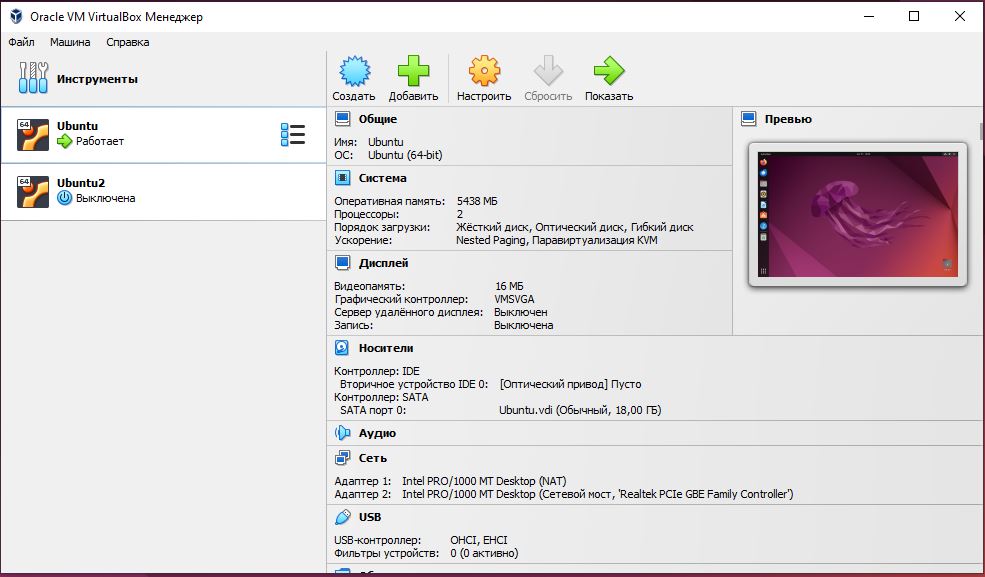 Oracle VM VirtualBox Менеджер
Файл Машина Справка
Инструменты
Создать Добавить Настроить Сбросить Показать
64
Ubuntu
Работает
64
Ubuntu2
Выключена
Общие
Имя: Ubuntu
ОС: Ubuntu (64-bit)
Превью
Система
Оперативная память: 5438 МБ
Процессоры: 2
Порядок загрузки: Жёсткий диск, Оптический диск, Гибкий диск
Ускорение: Nested Paging, Паравиртуализация KVM
Дисплей
Видеопамять: 16 МБ
Графический контроллер: VMSVGA
Сервер удалённого дисплея: Выключен
Запись: Выключена
Носители
Контроллер: IDE
Вторичное устройство IDE 0: [Оптический привод] Пусто
Контроллер: SATA
SATA порт 0: Ubuntu.vdi (Обычный, 18,00 ГБ)
Аудио
Сеть
Адаптер 1: Intel PRO/1000 MT Desktop (NAT)
Адаптер 2: Intel PRO/1000 MT Desktop (Сетевой мост, 'Realtek PCIe GBE Family Controller')
USB
USB-контроллер: OHCI, EHCI
Фильтры устройств: 0 (0 активно)